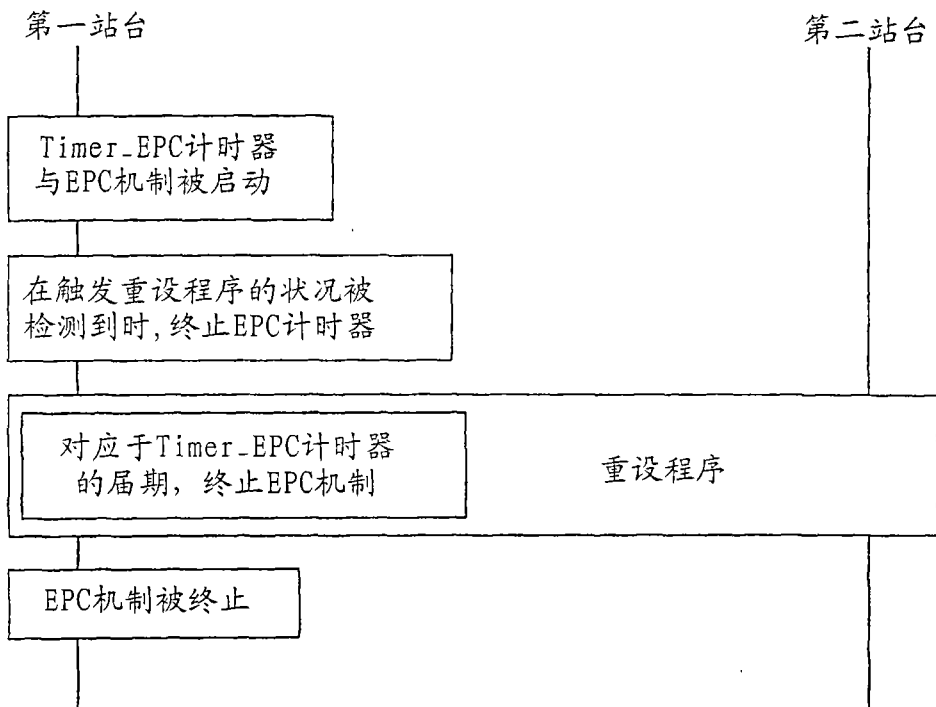 第一站台
第二站台
Timer_EPC计时器
与EPC机制被启动
在触发重设程序的状况被
检测到时,终止EPC计时器
对应于Timer_EPC计时器
的届期, 终止EPC机制
重设程序
EPC机制被终止